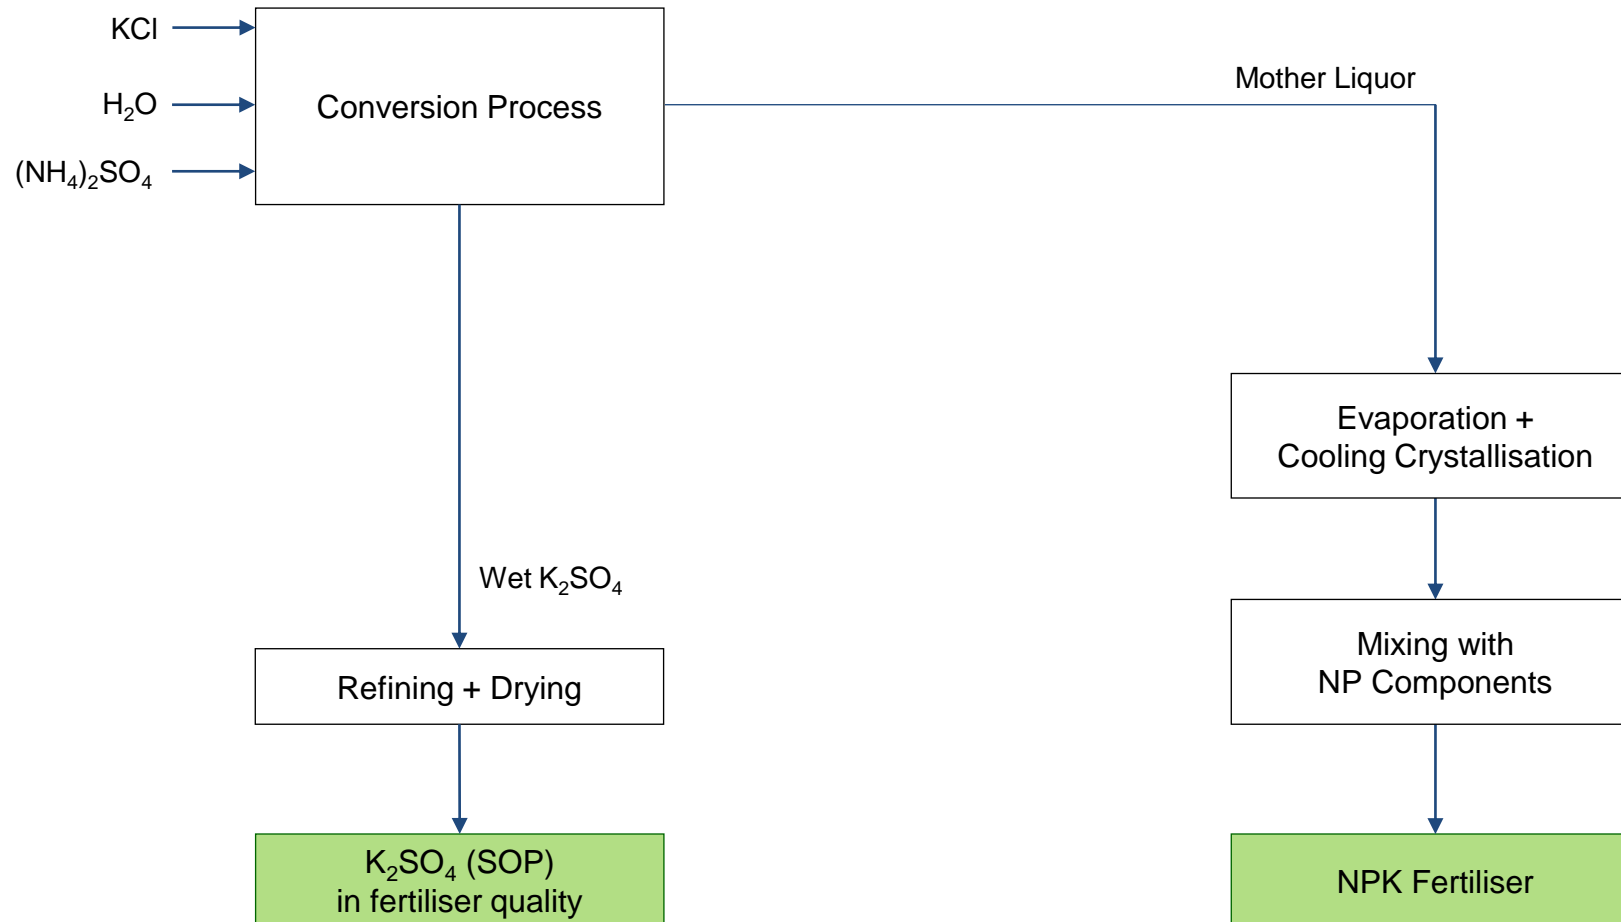 KCl
H₂O
(NH₄)₂SO₄
Conversion Process
Mother Liquor
Evaporation +
Cooling Crystallisation
Wet K₂SO₄
Refining + Drying
Mixing with
NP Components
K₂SO₄ (SOP)
in fertiliser quality
NPK Fertiliser